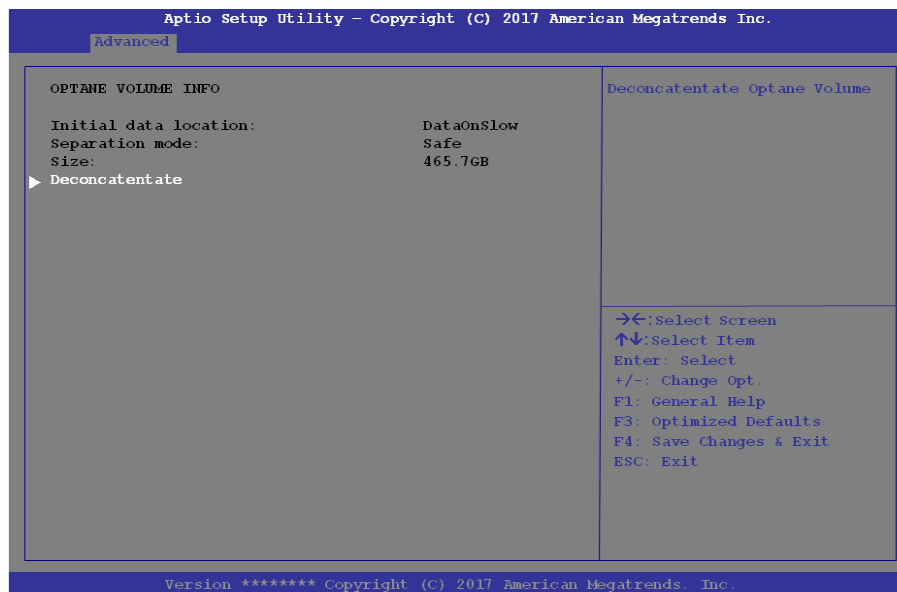 Aptio Setup Utility – Copyright (C) 2017 American Megatrends Inc.
Advanced
OPTANE VOLUME INFO
Initial data location: DataOnSlow
Separation mode: Safe
Size: 465.7GB
Deconcatentate
Deconcatentate Optane Volume
→←:Select Screen
↑↓:Select Item
Enter: Select
+/-: Change Opt.
F1: General Help
F3: Optimized Defaults
F4: Save Changes & Exit
ESC: Exit
Version ******** Copyright (C) 2017 American Megatrends. Inc.